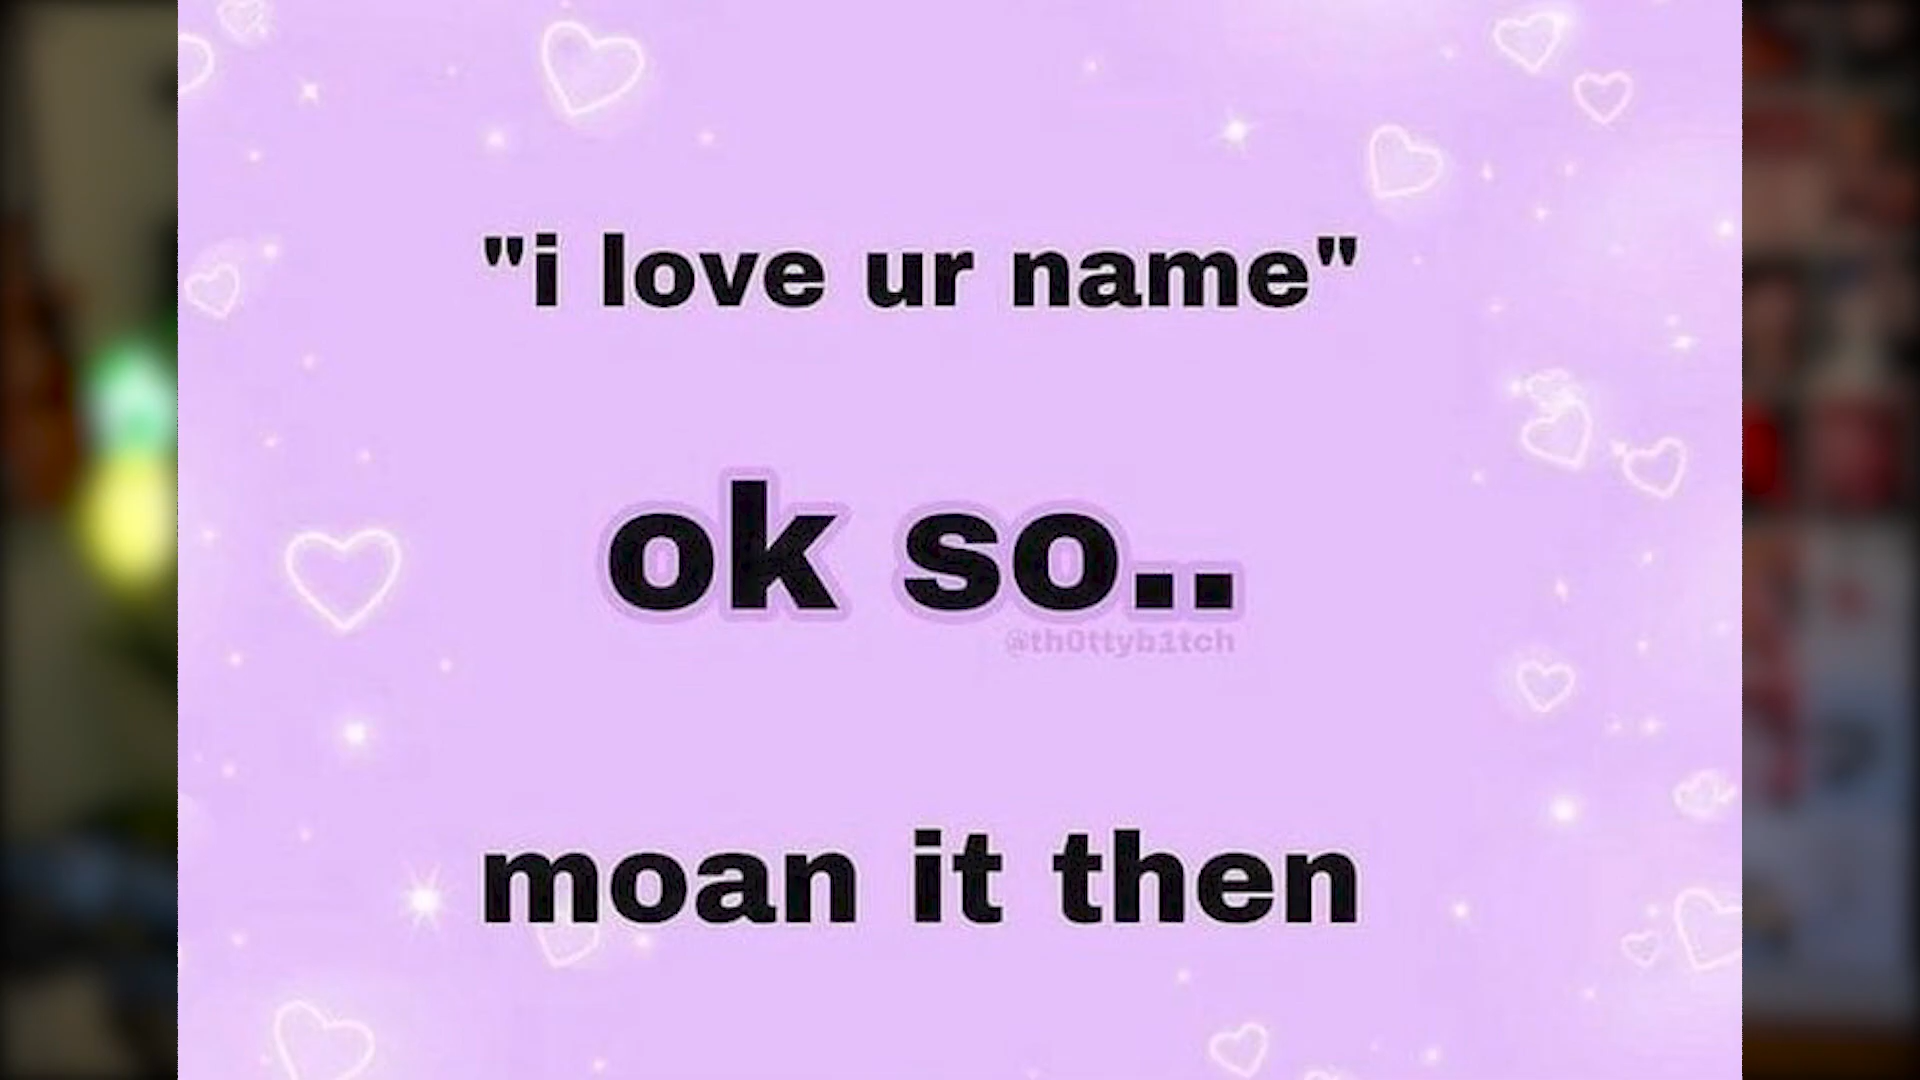 "i love ur name"
ok so..
@th0ttyb1tch
moan it then